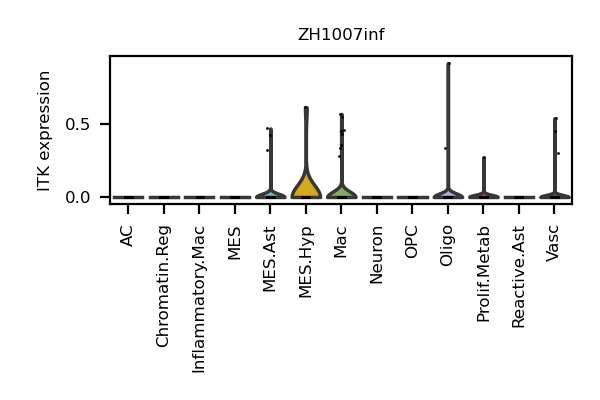 ZH1007inf
ITK expression
0.5
0.0
AC
Chromatin.Reg
Inflammatory.Mac
MES
MES.Ast
MES.Hyp
Mac
Neuron
OPC
Oligo
Prolif.Metab
Reactive.Ast
Vasc